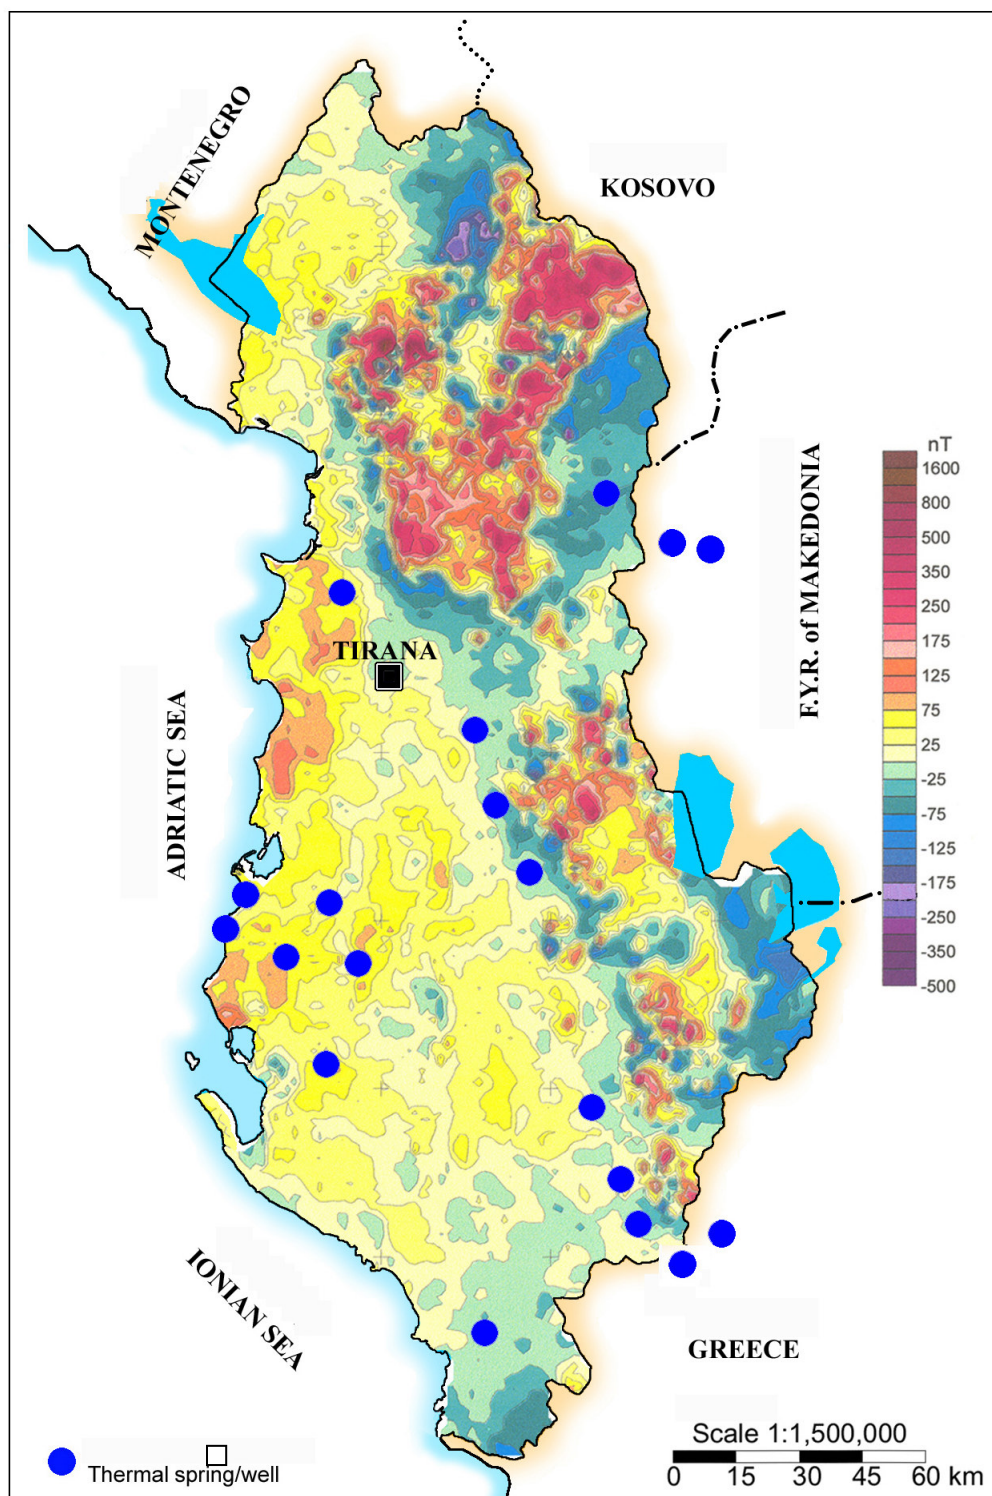 MONTENEGRO
KOSOVO
F.Y.R. of MAKEDONIA
nT
1600
800
500
350
250
175
125
75
25
-25
-75
-125
-175
-250
-350
-500
TIRANA
ADRIATIC SEA
IONIAN SEA
GREECE
Scale 1:1,500,000
0 15 30 45 60 km
Thermal spring/well